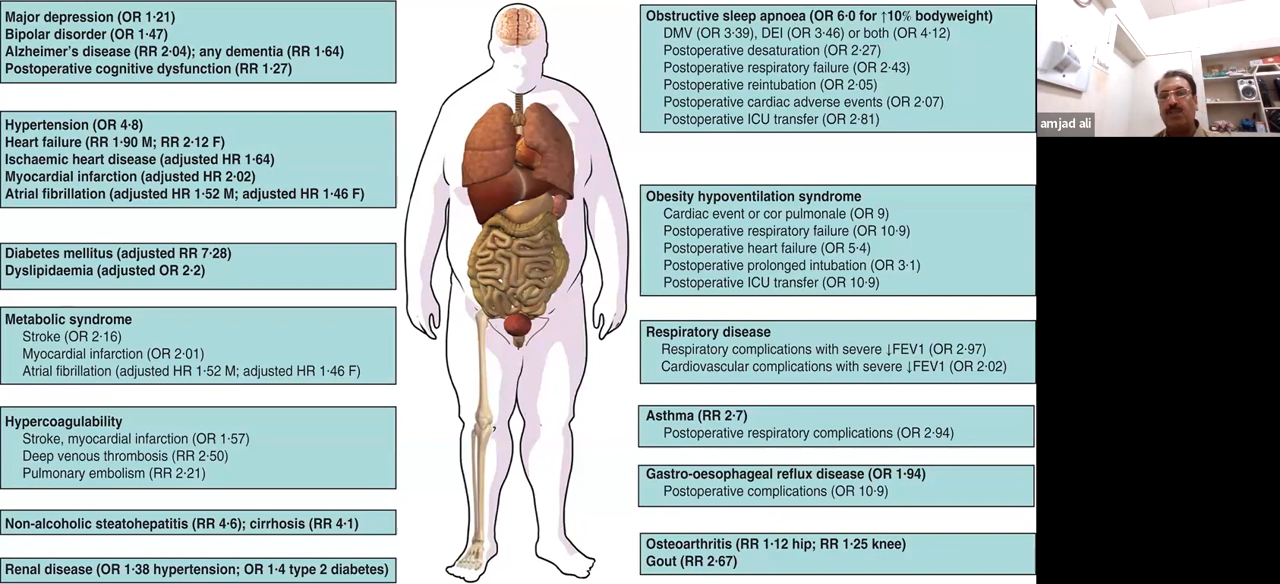 Major depression (OR 1·21)
Bipolar disorder (OR 1·47)
Alzheimer's disease (RR 2·04); any dementia (RR 1·64)
Postoperative cognitive dysfunction (RR 1·27)
Hypertension (OR 4·8)
Heart failure (RR 1·90 M; RR 2·12 F)
Ischaemic heart disease (adjusted HR 1·64)
Myocardial infarction (adjusted HR 2·02)
Atrial fibrillation (adjusted HR 1·52 M; adjusted HR 1·46 F)
Diabetes mellitus (adjusted RR 7·28)
Dyslipidaemia (adjusted OR 2·2)
Metabolic syndrome
Stroke (OR 2·16)
Myocardial infarction (OR 2·01)
Atrial fibrillation (adjusted HR 1·52 M; adjusted HR 1·46 F)
Hypercoagulability
Stroke, myocardial infarction (OR 1·57)
Deep venous thrombosis (RR 2·50)
Pulmonary embolism (RR 2·21)
Non-alcoholic steatohepatitis (RR 4·6); cirrhosis (RR 4·1)
Renal disease (OR 1·38 hypertension; OR 1·4 type 2 diabetes)
Obstructive sleep apnoea (OR 6·0 for ↑10% bodyweight)
DMV (OR 3·39), DEI (OR 3·46) or both (OR 4·12)
Postoperative desaturation (OR 2·27)
Postoperative respiratory failure (OR 2·43)
Postoperative reintubation (OR 2·05)
Postoperative cardiac adverse events (OR 2·07)
Postoperative ICU transfer (OR 2·81)
Obesity hypoventilation syndrome
Cardiac event or cor pulmonale (OR 9)
Postoperative respiratory failure (OR 10·9)
Postoperative heart failure (OR 5·4)
Postoperative prolonged intubation (OR 3·1)
Postoperative ICU transfer (OR 10·9)
Respiratory disease
Respiratory complications with severe ↓FEV1 (OR 2·97)
Cardiovascular complications with severe ↓FEV1 (OR 2·02)
Asthma (RR 2·7)
Postoperative respiratory complications (OR 2·94)
Gastro-oesophageal reflux disease (OR 1·94)
Postoperative complications (OR 10·9)
Osteoarthritis (RR 1·12 hip; RR 1·25 knee)
Gout (RR 2·67)
amjad ali